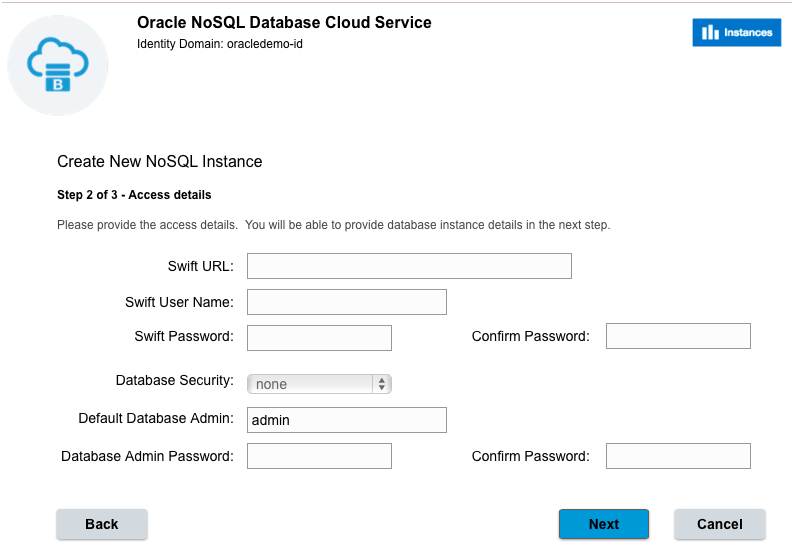 Oracle NoSQL Database Cloud Service
Identity Domain: oracledemo-id
Instances
B
Create New NoSQL Instance
Step 2 of 3 - Access details
Please provide the access details.  You will be able to provide database instance details in the next step.
Swift URL:
Swift User Name:
Swift Password:
Confirm Password:
Database Security:
none
Default Database Admin:
admin
Database Admin Password:
Confirm Password:
Back
Next
Cancel